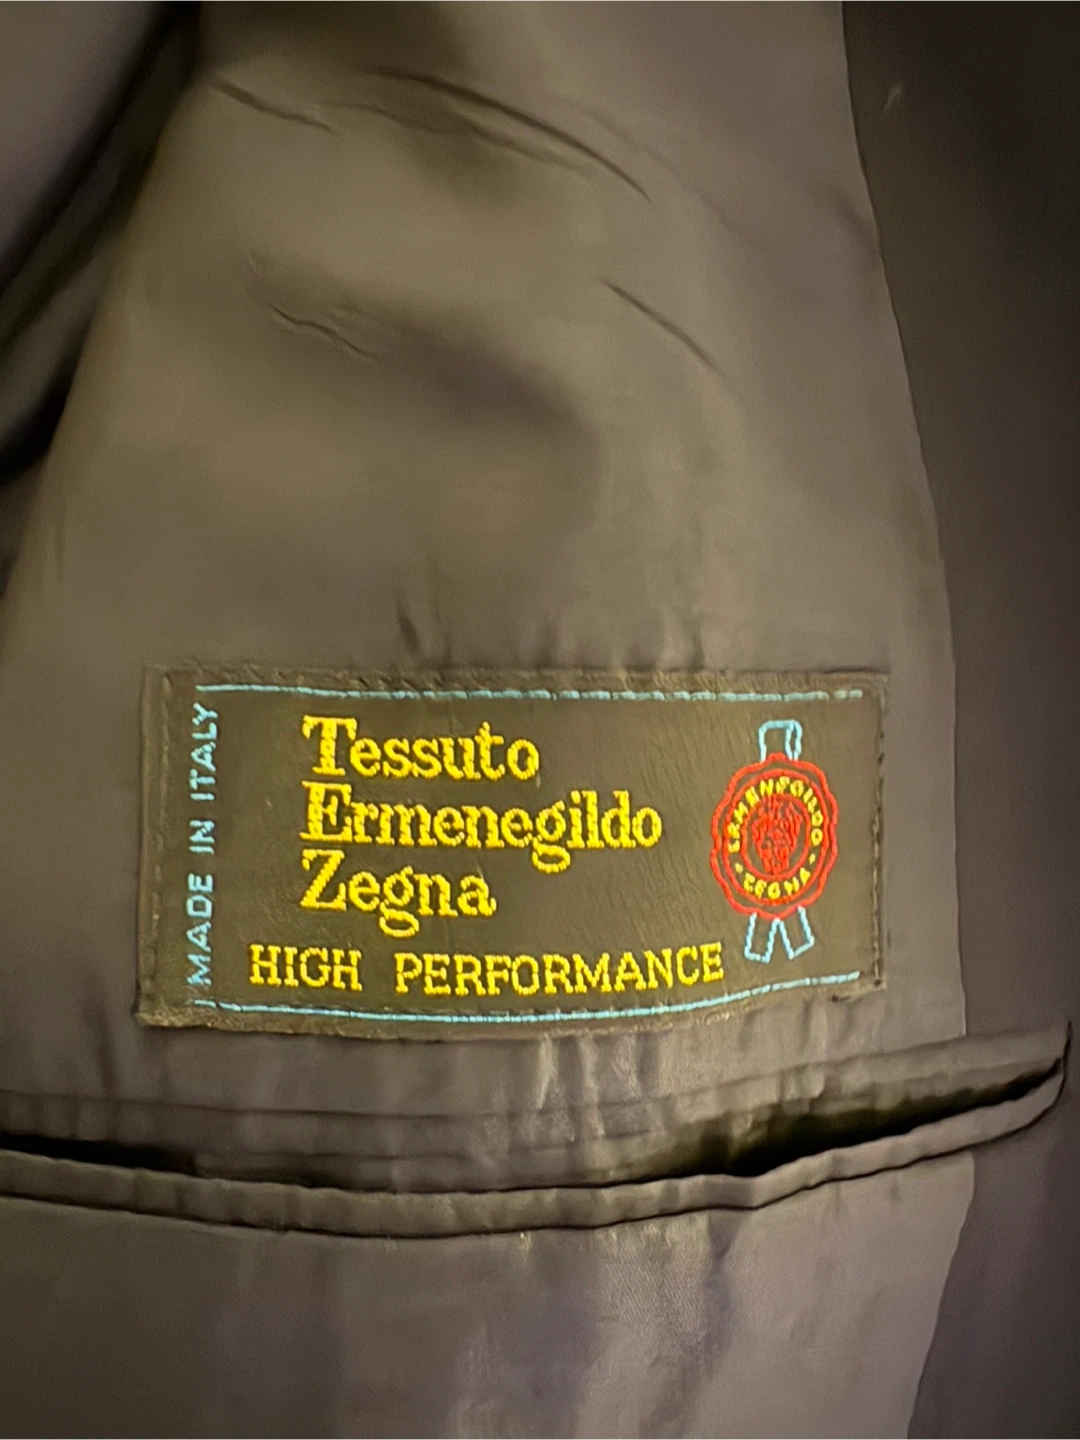 MADE IN ITALY
Tessuto
Ermenegildo
Zegna
HIGH PERFORMANCE
ERMENEGILDO
ZEGNA